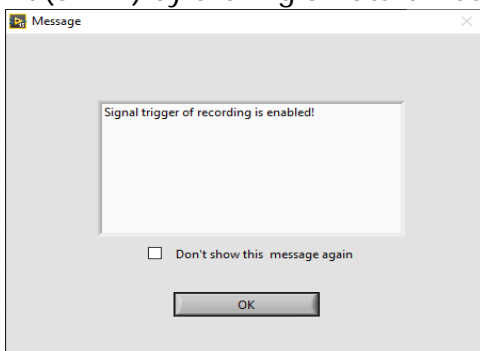 Message
Signal trigger of recording is enabled!
Don't show this message again
OK